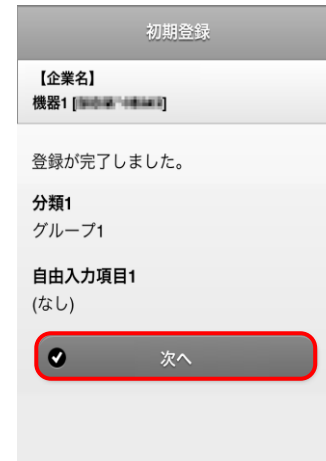 初期登録
【企業名】
機器1 [
]
登録が完了しました。
分類1
グループ1
自由入力項目1
(なし)
次へ